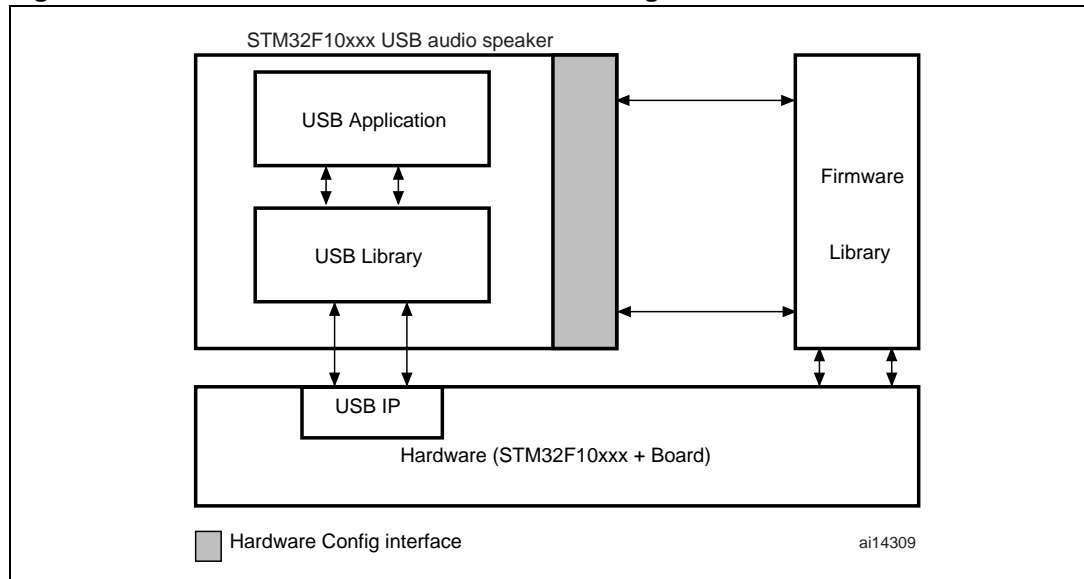 STM32F10xxx USB audio speaker
USB Application
Firmware
USB Library
Library
USB IP
Hardware (STM32F10xxx + Board)
Hardware Config interface
ai14309